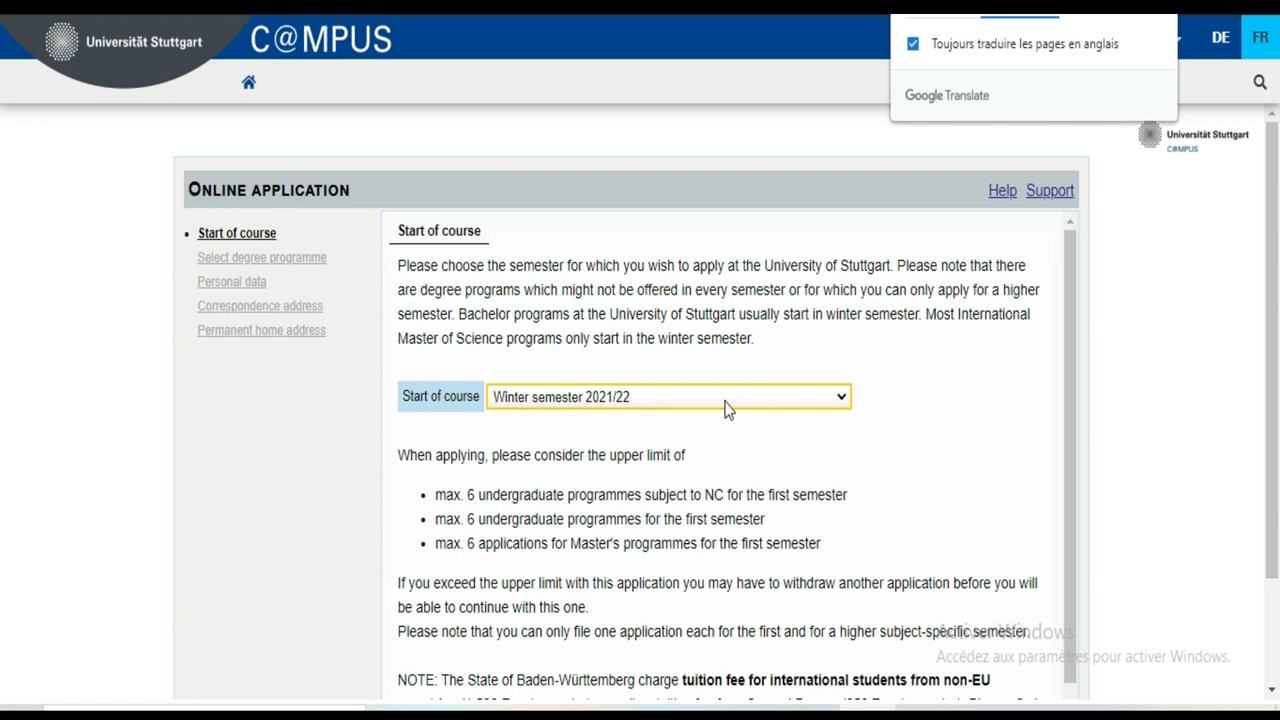 Universität Stuttgart
C@MPUS
Toujours traduire les pages en anglais
DE
FR
Google Translate
Universität Stuttgart
C@MPUS
ONLINE APPLICATION
Help Support
Start of course
Select degree programme
Personal data
Correspondence address
Permanent home address
Start of course
Please choose the semester for which you wish to apply at the University of Stuttgart. Please note that there
are degree programs which might not be offered in every semester or for which you can only apply for a higher
semester. Bachelor programs at the University of Stuttgart usually start in winter semester. Most International
Master of Science programs only start in the winter semester.
Start of course Winter semester 2021/22
When applying, please consider the upper limit of
• max. 6 undergraduate programmes subject to NC for the first semester
• max. 6 undergraduate programmes for the first semester
• max. 6 applications for Master's programmes for the first semester
If you exceed the upper limit with this application you may have to withdraw another application before you will
be able to continue with this one.
Please note that you can only file one application each for the first and for a higher subject-specific semester.
Activer Windows
Accédez aux paramètres pour activer Windows.
NOTE: The State of Baden-Württemberg charge tuition fee for international students from non-EU